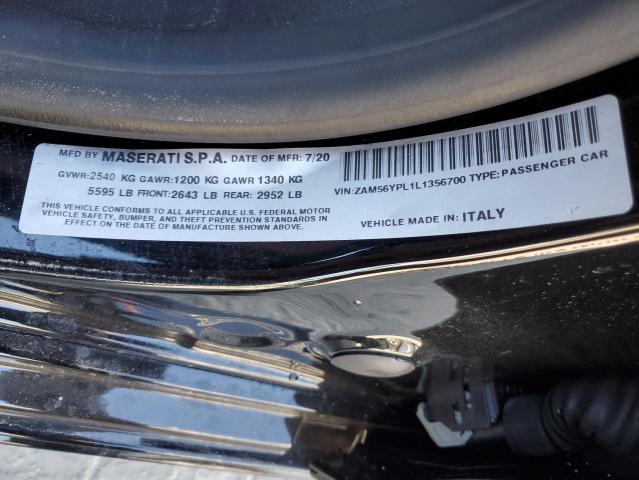 MFD BY MASERATI S.P.A. DATE OF MFR: 7/20
GVWR: 2540 KG GAWR: 1200 KG GAWR 1340 KG
5595 LB FRONT: 2643 LB REAR: 2952 LB
THIS VEHICLE CONFORMS TO ALL APPLICABLE U.S. FEDERAL MOTOR
VEHICLE SAFETY, BUMPER, AND THEFT PREVENTION STANDARDS IN
EFFECT ON THE DATE OF MANUFACTURE SHOWN ABOVE.
VIN: ZAM56YPL1L1356700 TYPE: PASSENGER CAR
VEHICLE MADE IN: ITALY